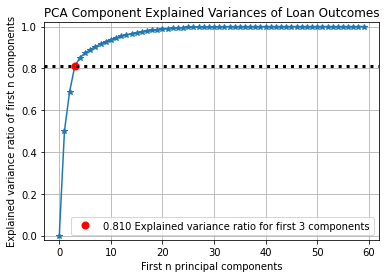 PCA Component Explained Variances of Loan Outcomes
Explained variance ratio of first n components
1.0
0.8
0.6
0.4
0.2
0.0
0.810 Explained variance ratio for first 3 components
0 10 20 30 40 50 60
First n principal components